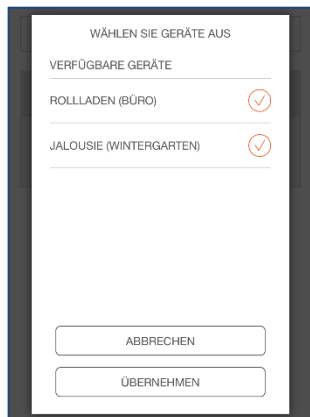 WÄHLEN SIE GERÄTE AUS
VERFÜGBARE GERÄTE
ROLLLADEN (BÜRO)
JALOUSIE (WINTERGARTEN)
ABBRECHEN
ÜBERNEHMEN